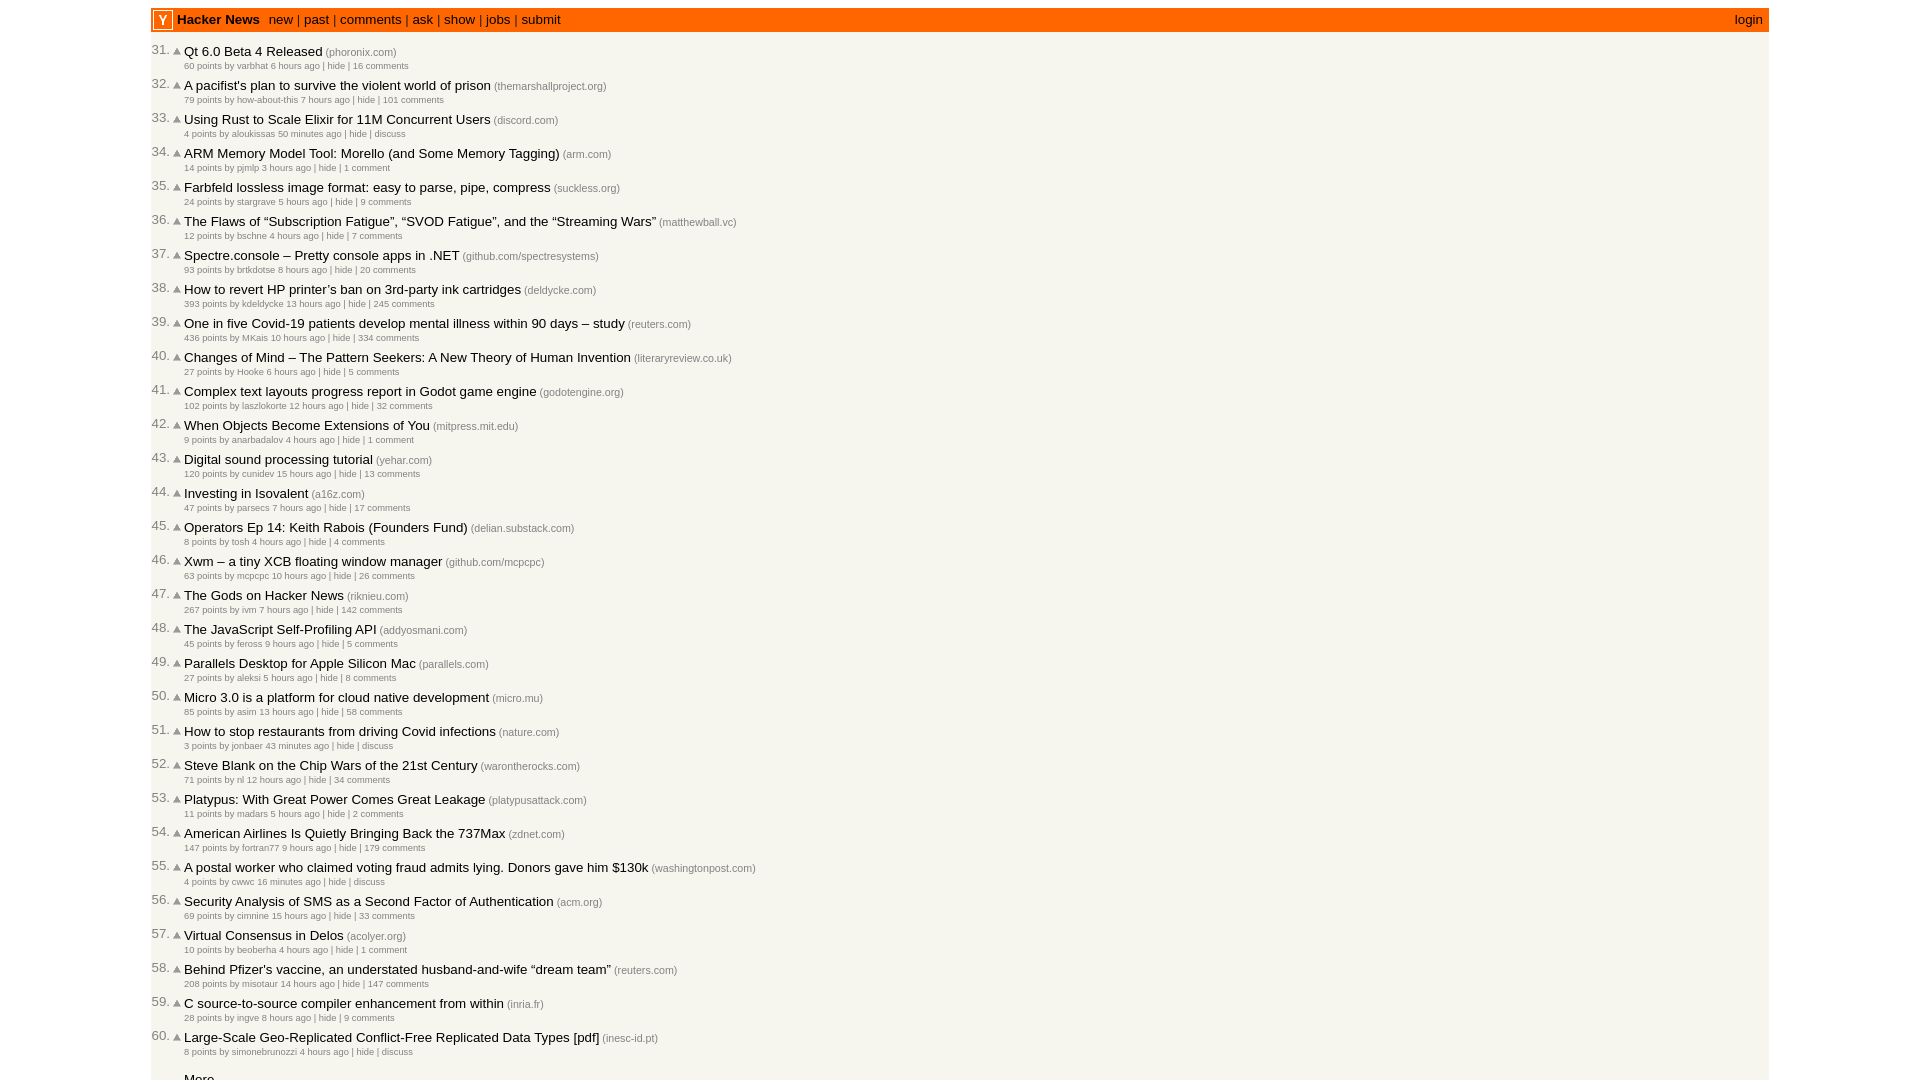 Y Hacker News new | past | comments | ask | show | jobs | submit login
31. Qt 6.0 Beta 4 Released (phoronix.com)
60 points by varbhat 6 hours ago | hide | 16 comments
32. A pacifist's plan to survive the violent world of prison (themarshallproject.org)
79 points by how-about-this 7 hours ago | hide | 101 comments
33. Using Rust to Scale Elixir for 11M Concurrent Users (discord.com)
4 points by aloukissas 50 minutes ago | hide | discuss
34. ARM Memory Model Tool: Morello (and Some Memory Tagging) (arm.com)
14 points by pjmlp 3 hours ago | hide | 1 comment
35. Farbfeld lossless image format: easy to parse, pipe, compress (suckless.org)
24 points by stargrave 5 hours ago | hide | 9 comments
36. The Flaws of “Subscription Fatigue”, “SVOD Fatigue”, and the “Streaming Wars” (matthewball.vc)
12 points by bschne 4 hours ago | hide | 7 comments
37. Spectre.console – Pretty console apps in .NET (github.com/spectresystems)
93 points by brtkdotse 8 hours ago | hide | 20 comments
38. How to revert HP printer’s ban on 3rd-party ink cartridges (deldycke.com)
393 points by kdeldycke 13 hours ago | hide | 245 comments
39. One in five Covid-19 patients develop mental illness within 90 days – study (reuters.com)
436 points by MKais 10 hours ago | hide | 334 comments
40. Changes of Mind – The Pattern Seekers: A New Theory of Human Invention (literaryreview.co.uk)
27 points by Hooke 6 hours ago | hide | 5 comments
41. Complex text layouts progress report in Godot game engine (godotengine.org)
102 points by laszlokorte 12 hours ago | hide | 32 comments
42. When Objects Become Extensions of You (mitpress.mit.edu)
9 points by anarbadalov 4 hours ago | hide | 1 comment
43. Digital sound processing tutorial (yehar.com)
120 points by cunidev 15 hours ago | hide | 13 comments
44. Investing in Isovalent (a16z.com)
47 points by parsecs 7 hours ago | hide | 17 comments
45. Operators Ep 14: Keith Rabois (Founders Fund) (delian.substack.com)
8 points by tosh 4 hours ago | hide | 4 comments
46. Xwm – a tiny XCB floating window manager (github.com/mcpcpc)
63 points by mcpcpc 10 hours ago | hide | 26 comments
47. The Gods on Hacker News (riknieu.com)
267 points by ivm 7 hours ago | hide | 142 comments
48. The JavaScript Self-Profiling API (addyosmani.com)
45 points by feross 9 hours ago | hide | 5 comments
49. Parallels Desktop for Apple Silicon Mac (parallels.com)
27 points by aleksi 5 hours ago | hide | 8 comments
50. Micro 3.0 is a platform for cloud native development (micro.mu)
85 points by asim 13 hours ago | hide | 58 comments
51. How to stop restaurants from driving Covid infections (nature.com)
3 points by jonbaer 43 minutes ago | hide | discuss
52. Steve Blank on the Chip Wars of the 21st Century (warontherocks.com)
71 points by nl 12 hours ago | hide | 34 comments
53. Platypus: With Great Power Comes Great Leakage (platypusattack.com)
11 points by madars 5 hours ago | hide | 2 comments
54. American Airlines Is Quietly Bringing Back the 737Max (zdnet.com)
147 points by fortran77 9 hours ago | hide | 179 comments
55. A postal worker who claimed voting fraud admits lying. Donors gave him $130k (washingtonpost.com)
4 points by cwwc 16 minutes ago | hide | discuss
56. Security Analysis of SMS as a Second Factor of Authentication (acm.org)
69 points by cimnine 15 hours ago | hide | 33 comments
57. Virtual Consensus in Delos (acolyer.org)
10 points by beoberha 4 hours ago | hide | 1 comment
58. Behind Pfizer's vaccine, an understated husband-and-wife “dream team” (reuters.com)
208 points by misotaur 14 hours ago | hide | 147 comments
59. C source-to-source compiler enhancement from within (inria.fr)
28 points by ingve 8 hours ago | hide | 9 comments
60. Large-Scale Geo-Replicated Conflict-Free Replicated Data Types [pdf] (inesc-id.pt)
8 points by simonebrunozzi 4 hours ago | hide | discuss
More